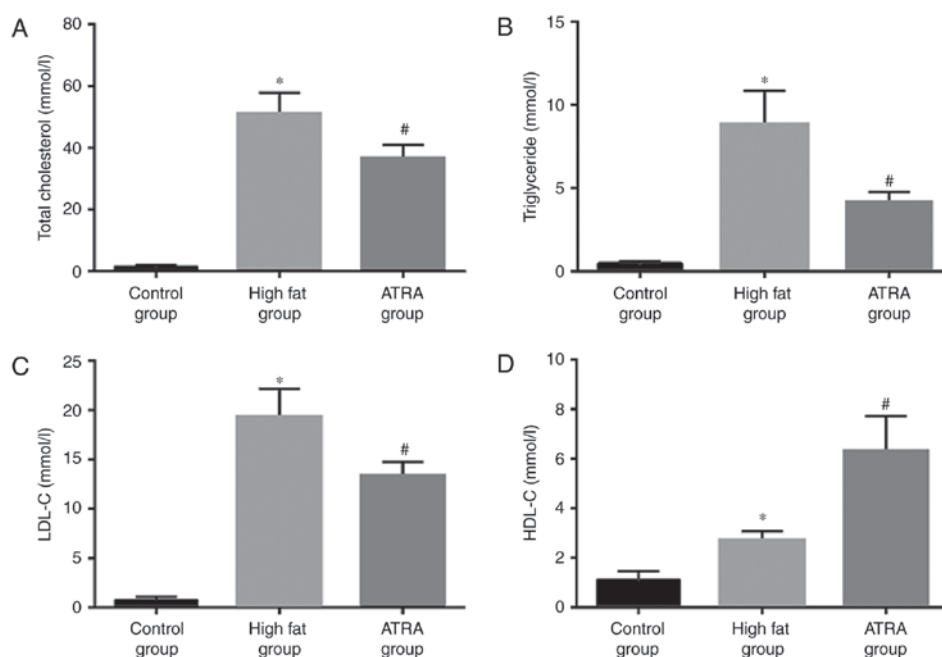 A
Total cholesterol (mmol/l)
80
60
40
20
0
*
#
Control
group
High fat
group
ATRA
group
B
Triglyceride (mmol/l)
15
10
5
0
*
#
Control
group
High fat
group
ATRA
group
C
LDL-C (mmol/l)
25
20
15
10
5
0
*
#
Control
group
High fat
group
ATRA
group
D
HDL-C (mmol/l)
10
8
6
4
2
0
*
#
Control
group
High fat
group
ATRA
group